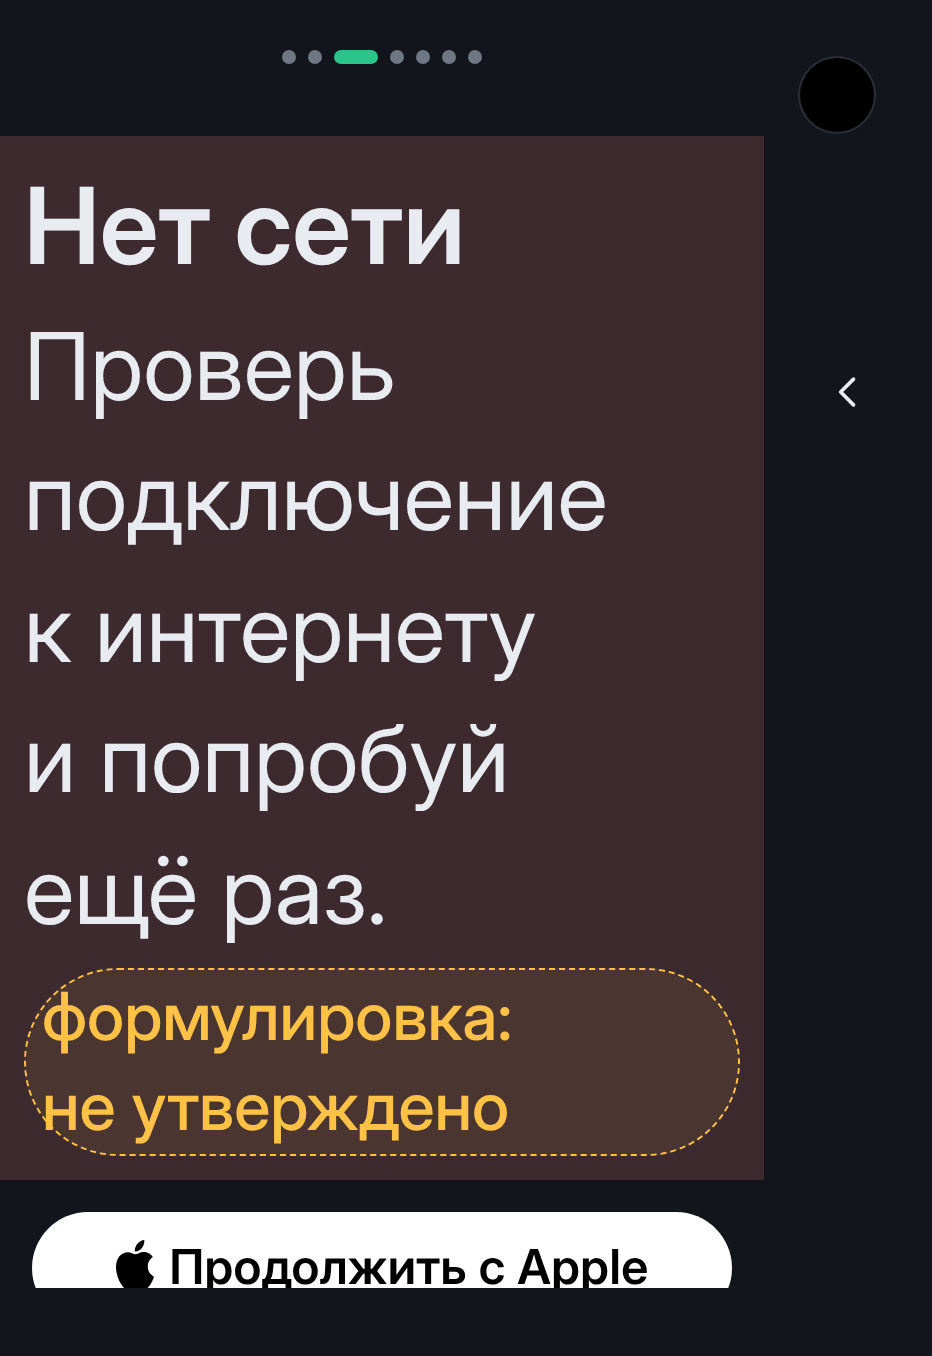 Нет сети
Проверь
подключение
к интернету
и попробуй
ещё раз.
формулировка:
не утверждено
Продолжить с Apple